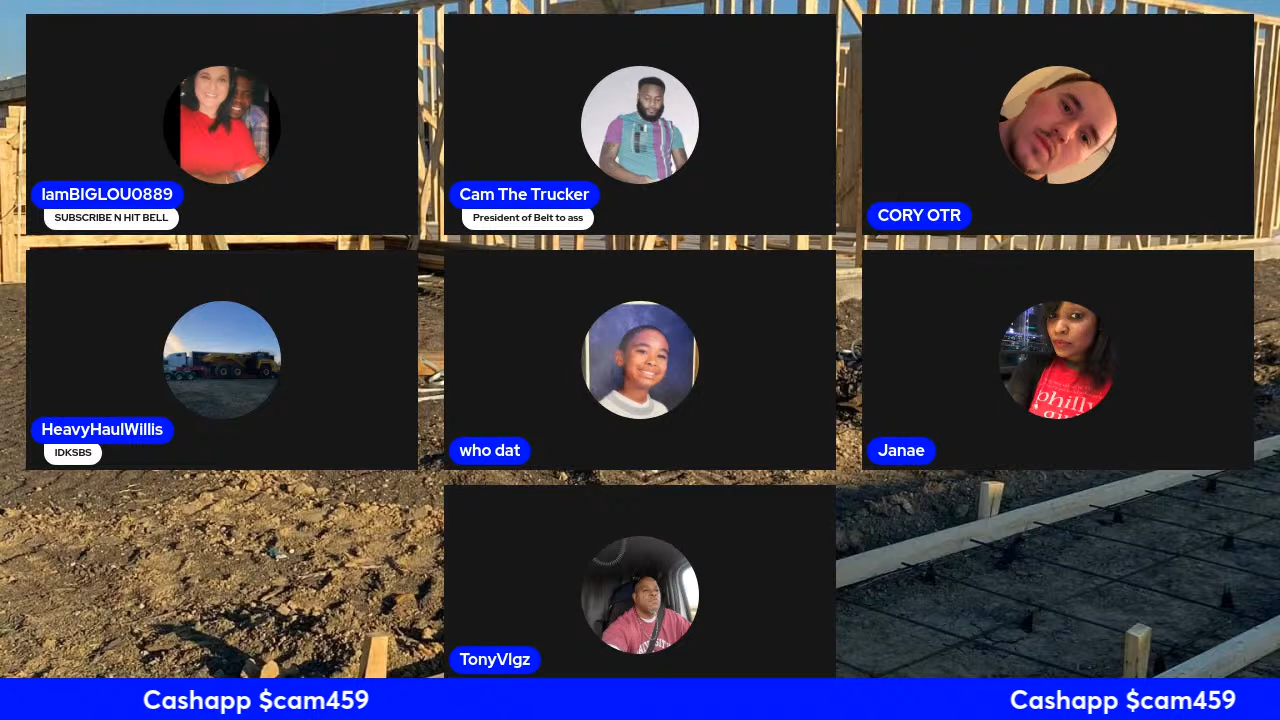 IamBIGLOU0889
SUBSCRIBE N HIT BELL
Cam The Trucker
President of Belt to ass
CORY OTR
HeavyHaulWillis
IDKSBS
who dat
philly
Janae
TonyVlgz
Cashapp $cam459
Cashapp $cam459